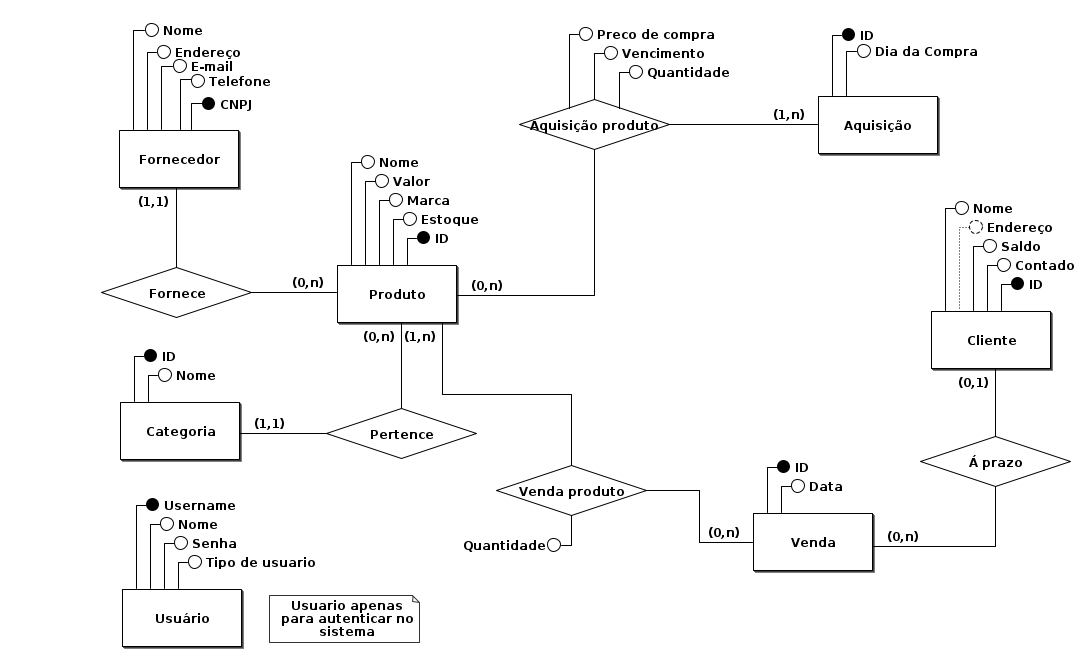 Nome
Endereço
E-mail
Telefone
CNPJ
Fornecedor
(1,1)
Fornece
(0,n)
Preco de compra
Vencimento
Quantidade
Aquisição produto
(1,n)
ID
Dia da Compra
Aquisição
Nome
Valor
Marca
Estoque
ID
Produto
(0,n)
(0,n)
(1,n)
Nome
Endereço
Saldo
Contado
ID
Cliente
(0,1)
Á prazo
(0,n)
ID
Nome
Categoria
(1,1)
Pertence
Venda produto
Quantidade
(0,n)
ID
Data
Venda
Username
Nome
Senha
Tipo de usuario
Usuário
Usuario apenas
para autenticar no
sistema